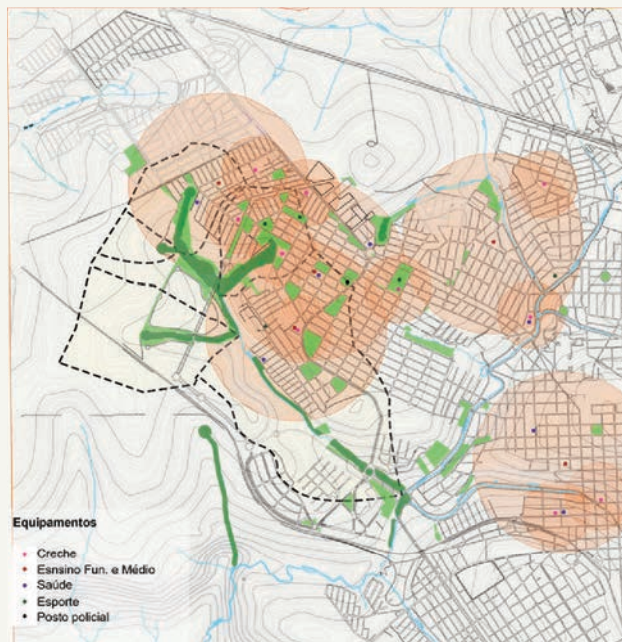 Equipamentos
Creche
Esnsino Fun. e Médio
Saúde
Esporte
Posto policial